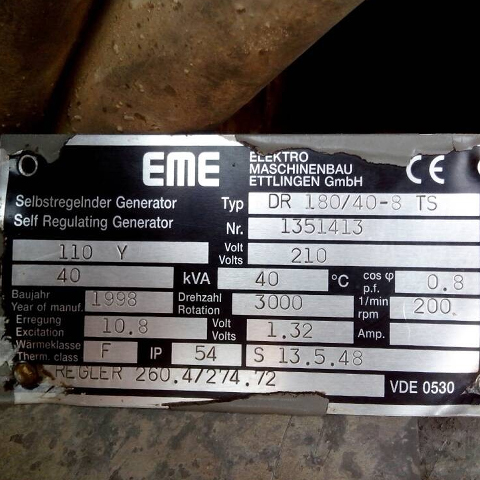 EME ELEKTRO
MASCHINENBAU
ETTLINGEN GmbH CE
Selbstregelnder Generator Typ DR 180/40-8 TS
Self Regulating Generator Nr. 1351413
110 Y Volt Volts 210
40 kVA 40 °C cos φ p.f. 0.8
Baujahr Year of manuf. 1998 Drehzahl Rotation 3000 1/min rpm 200
Erregung Excitation 10.8 Volt Volts 1.32 Amp.
Wärmeklasse Therm. class F IP 54 S 13.5.48
REGLER 260.4/274.72 VDE 0530